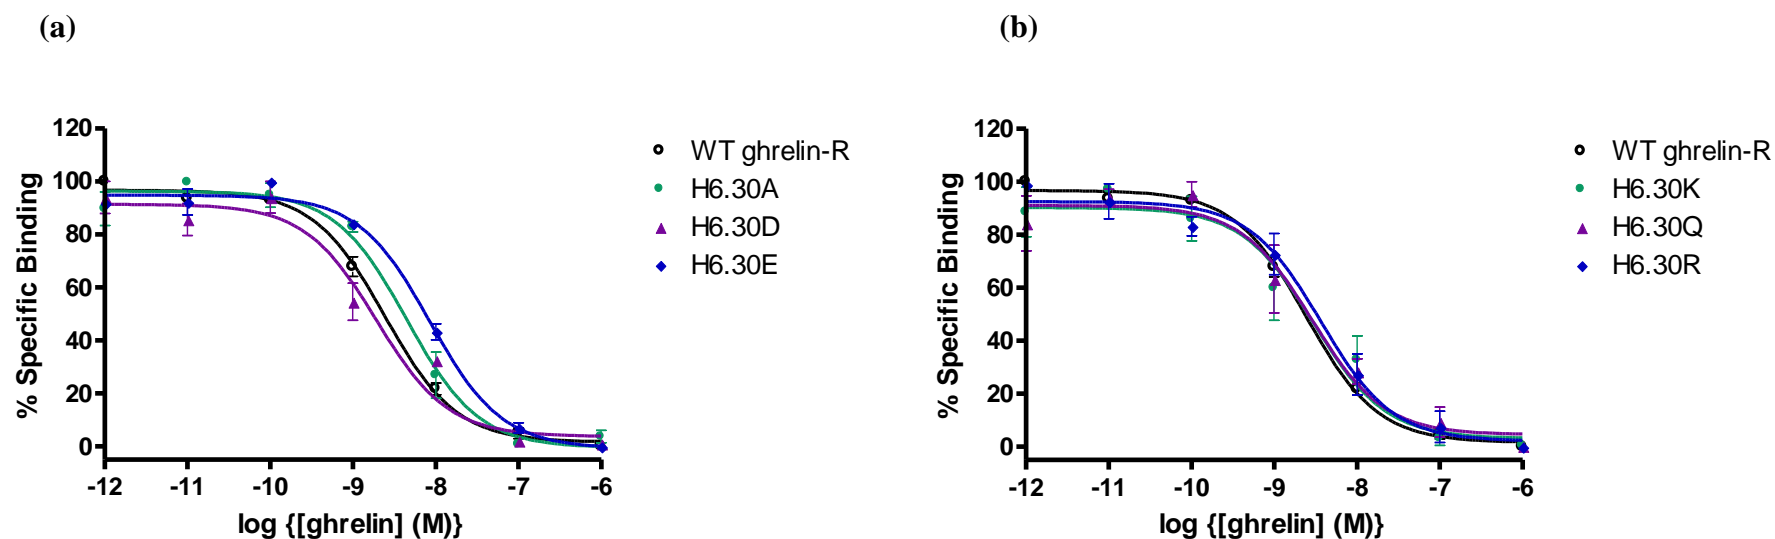 (a)
120
100
80
60
40
20
0
% Specific Binding
-12 -11 -10 -9 -8 -7 -6
log {[ghrelin] (M)}
WT ghrelin-R
H6.30A
H6.30D
H6.30E
(b)
120
100
80
60
40
20
0
% Specific Binding
-12 -11 -10 -9 -8 -7 -6
log {[ghrelin] (M)}
WT ghrelin-R
H6.30K
H6.30Q
H6.30R